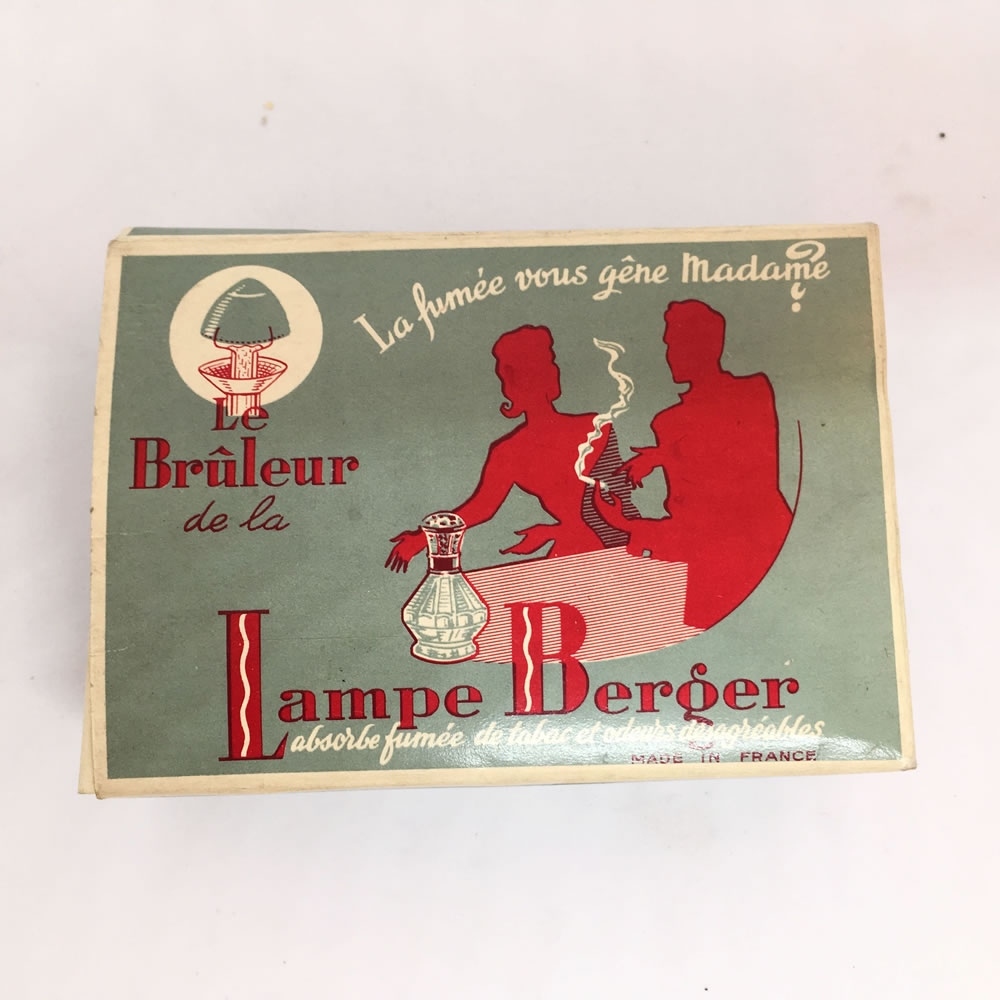 La fumée vous gêne Madame?
Le
Brûleur
de la
Lampe Berger
absorbe fumée de tabac et odeurs désagréables
MADE IN FRANCE